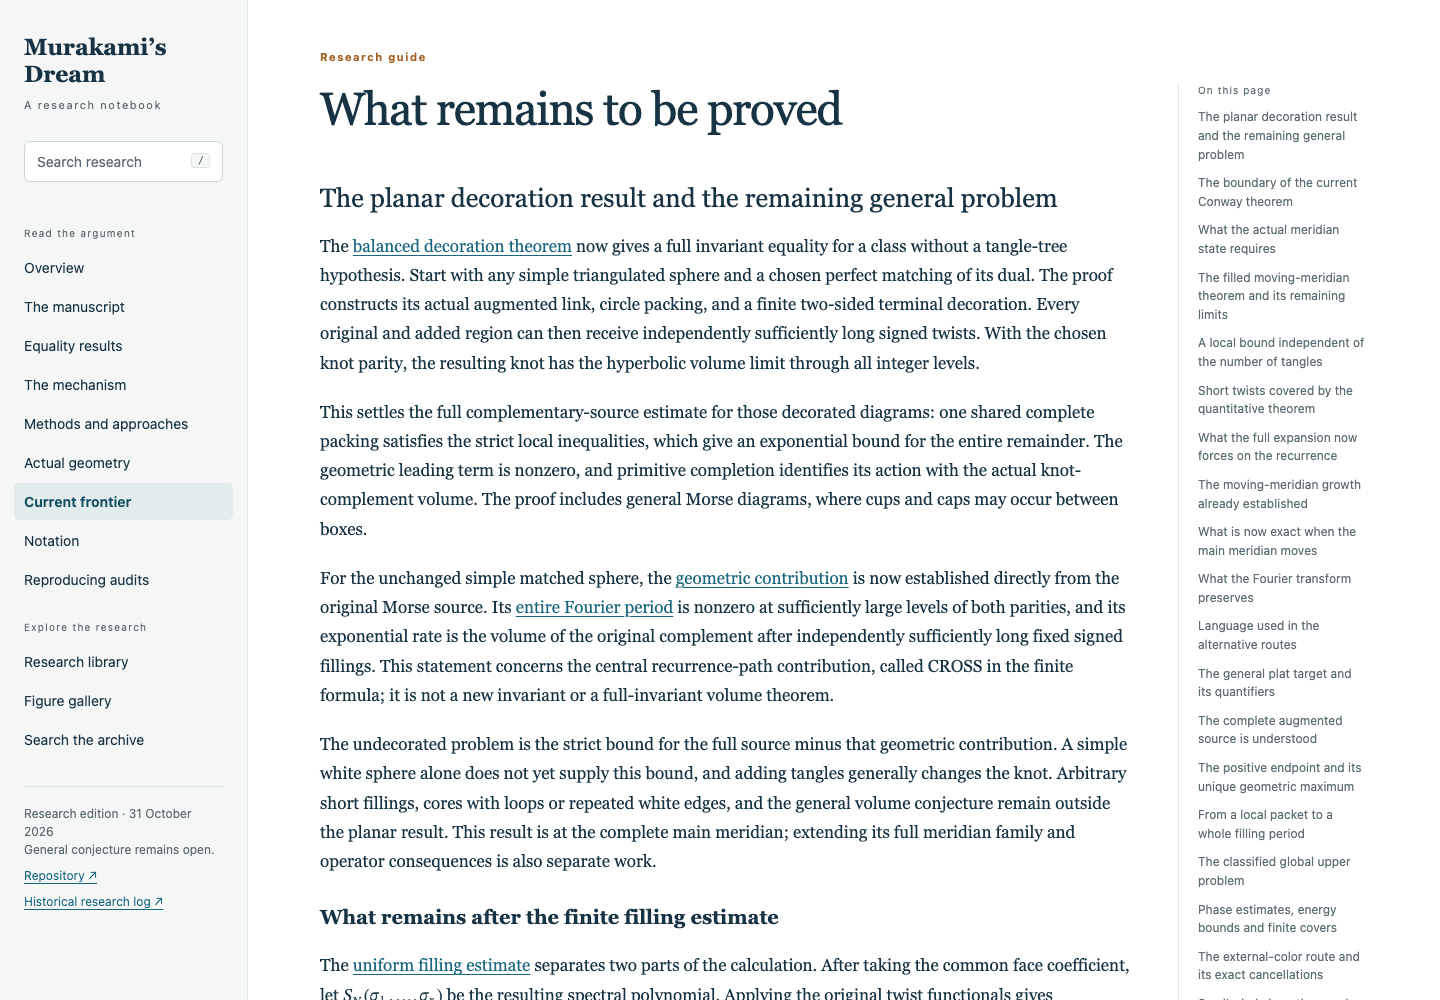 Murakami's
Dream
A research notebook
Search research /
Read the argument
Overview
The manuscript
Equality results
The mechanism
Methods and approaches
Actual geometry
Current frontier
Notation
Reproducing audits
Explore the research
Research library
Figure gallery
Search the archive
Research edition · 31 October
2026
General conjecture remains open.
Repository ↗
Historical research log ↗
Research guide
What remains to be proved
The planar decoration result and the remaining general problem
The balanced decoration theorem now gives a full invariant equality for a class without a tangle-tree
hypothesis. Start with any simple triangulated sphere and a chosen perfect matching of its dual. The proof
constructs its actual augmented link, circle packing, and a finite two-sided terminal decoration. Every
original and added region can then receive independently sufficiently long signed twists. With the chosen
knot parity, the resulting knot has the hyperbolic volume limit through all integer levels.
This settles the full complementary-source estimate for those decorated diagrams: one shared complete
packing satisfies the strict local inequalities, which give an exponential bound for the entire remainder. The
geometric leading term is nonzero, and primitive completion identifies its action with the actual knot-
complement volume. The proof includes general Morse diagrams, where cups and caps may occur between
boxes.
For the unchanged simple matched sphere, the geometric contribution is now established directly from the
original Morse source. Its entire Fourier period is nonzero at sufficiently large levels of both parities, and its
exponential rate is the volume of the original complement after independently sufficiently long fixed signed
fillings. This statement concerns the central recurrence-path contribution, called CROSS in the finite
formula; it is not a new invariant or a full-invariant volume theorem.
The undecorated problem is the strict bound for the full source minus that geometric contribution. A simple
white sphere alone does not yet supply this bound, and adding tangles generally changes the knot. Arbitrary
short fillings, cores with loops or repeated white edges, and the general volume conjecture remain outside
the planar result. This result is at the complete main meridian; extending its full meridian family and
operator consequences is also separate work.
What remains after the finite filling estimate
The uniform filling estimate separates two parts of the calculation. After taking the common face coefficient,
let S_N(σ₁, …, σᵣ) be the resulting spectral polynomial. Applying the original twist functionals gives
On this page
The planar decoration result
and the remaining general
problem
The boundary of the current
Conway theorem
What the actual meridian
state requires
The filled moving-meridian
theorem and its remaining
limits
A local bound independent of
the number of tangles
Short twists covered by the
quantitative theorem
What the full expansion now
forces on the recurrence
The moving-meridian growth
already established
What is now exact when the
main meridian moves
What the Fourier transform
preserves
Language used in the
alternative routes
The general plat target and
its quantifiers
The complete augmented
source is understood
The positive endpoint and its
unique geometric maximum
From a local packet to a
whole filling period
The classified global upper
problem
Phase estimates, energy
bounds and finite covers
The external-color route and
its exact cancellations